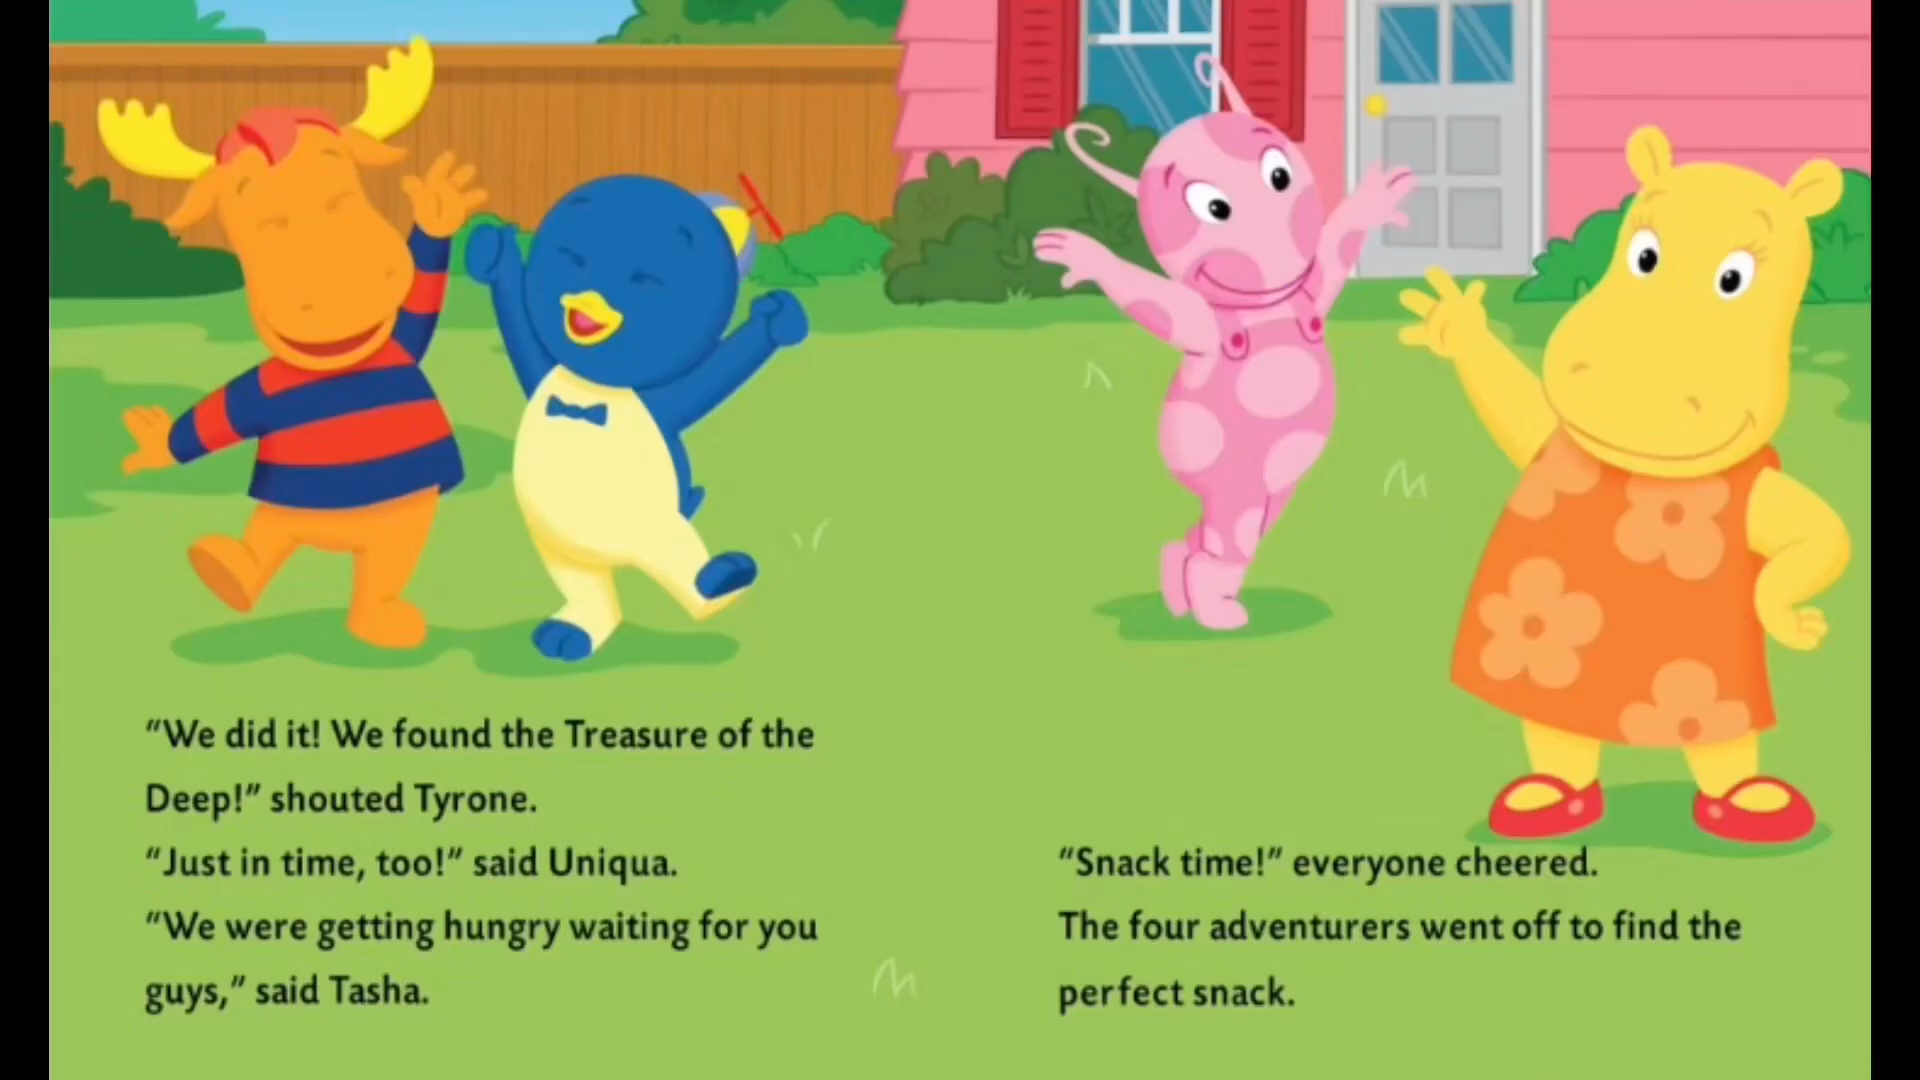 “We did it! We found the Treasure of the
Deep!” shouted Tyrone.
“Just in time, too!” said Uniqua.
“We were getting hungry waiting for you
guys,” said Tasha.
“Snack time!” everyone cheered.
The four adventurers went off to find the
perfect snack.